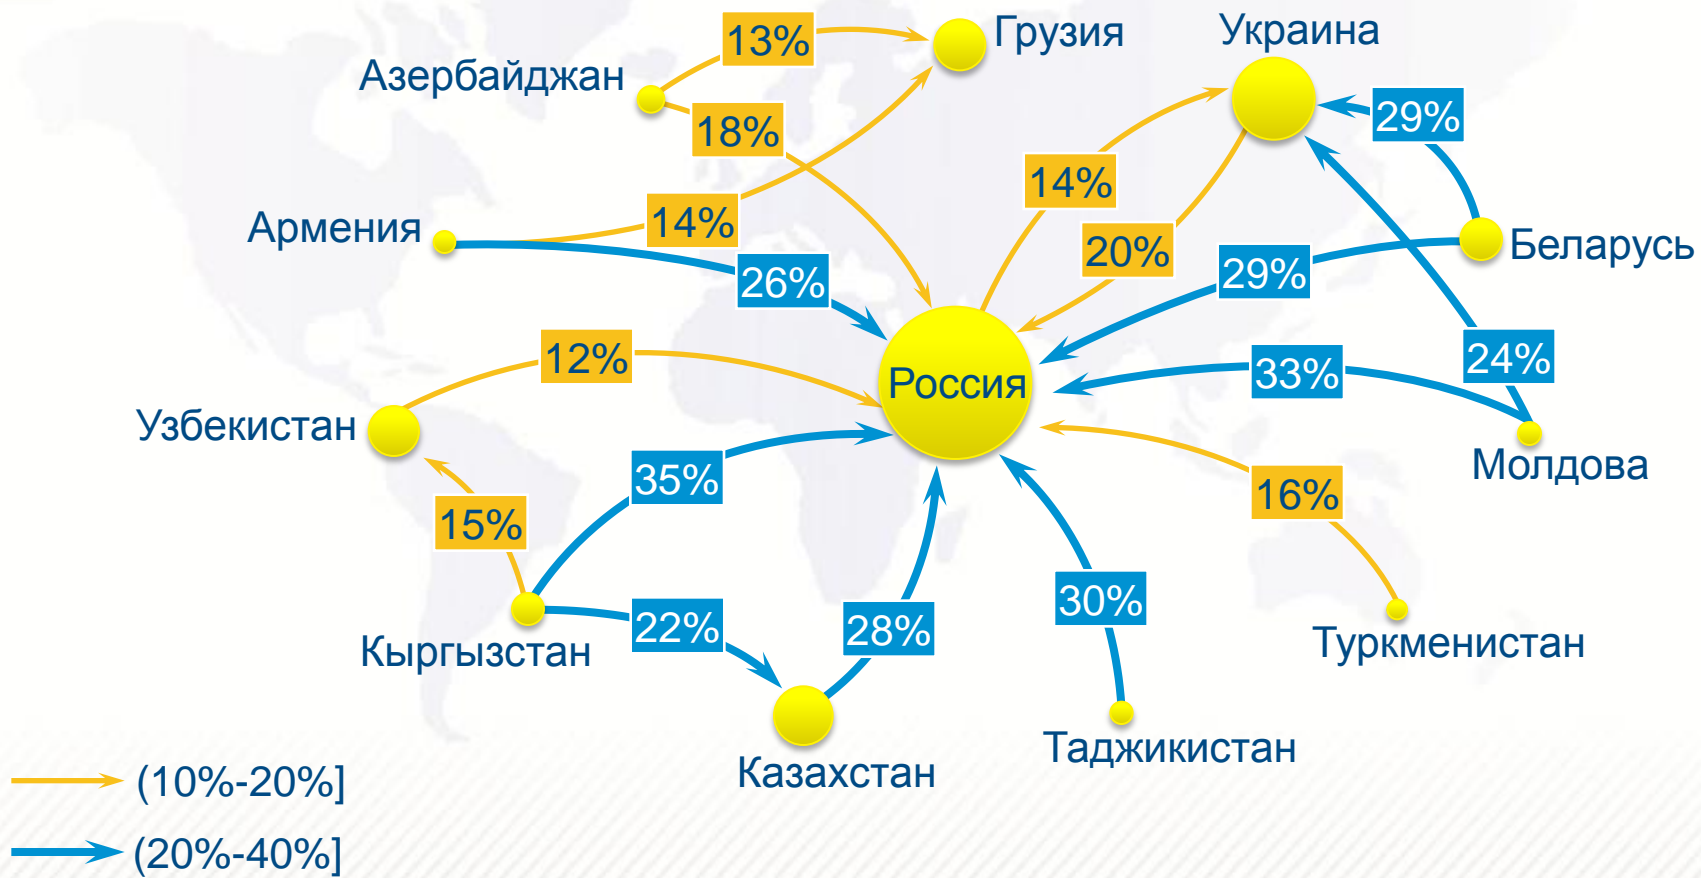 13%
Грузия
Украина
Азербайджан
18%
29%
14%
Армения
14%
20%
Беларусь
26%
29%
12%
Россия
33%
24%
Узбекистан
Молдова
35%
16%
15%
30%
22%
28%
Кыргызстан
Туркменистан
Таджикистан
Казахстан
(10%-20%]
(20%-40%]